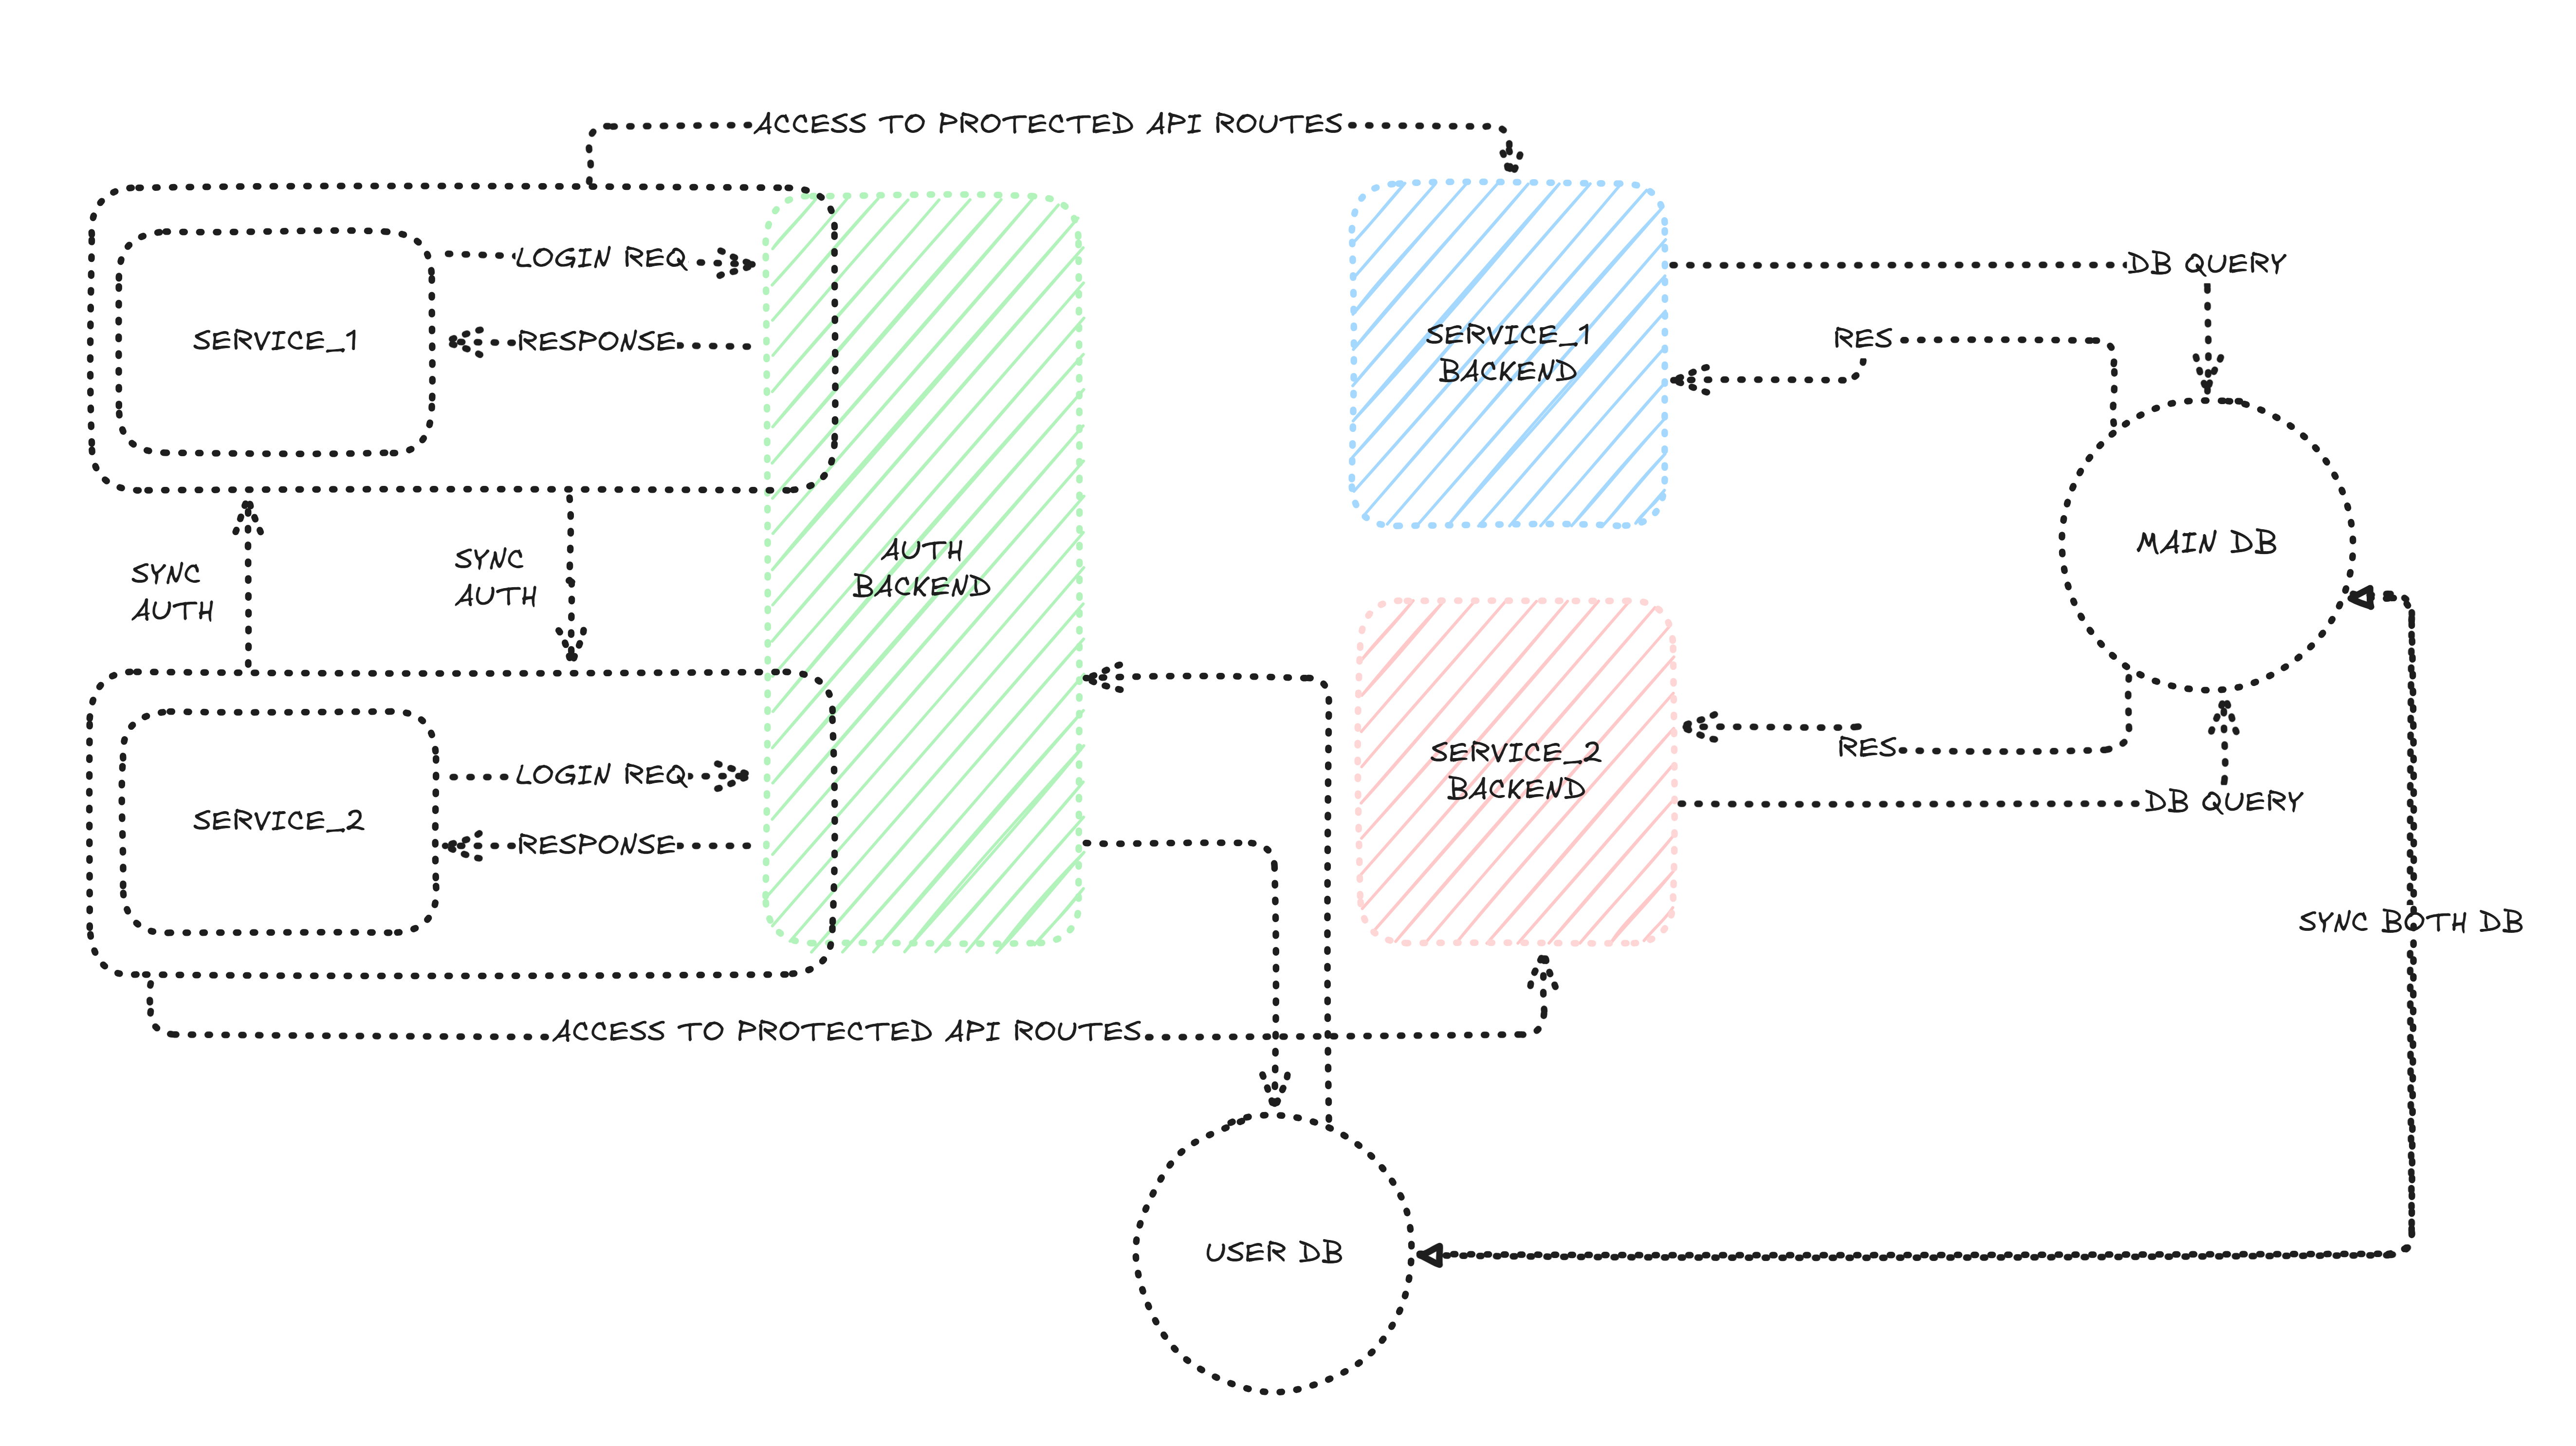 ACCESS TO PROTECTED API ROUTES
LOGIN REQ
SERVICE_1
RESPONSE
SYNC
AUTH
SYNC
AUTH
AUTH
BACKEND
SERVICE_2
LOGIN REQ
RESPONSE
ACCESS TO PROTECTED API ROUTES
SERVICE_1
BACKEND
DB QUERY
RES
MAIN DB
SERVICE_2
BACKEND
RES
DB QUERY
SYNC BOTH DB
USER DB